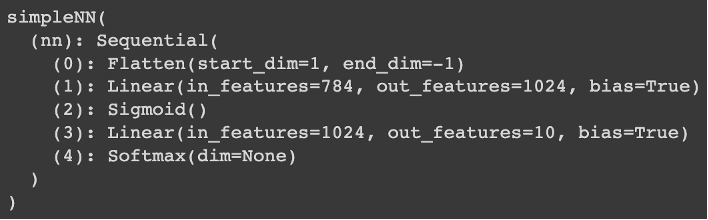 simpleNN(
  (nn): Sequential(
    (0): Flatten(start_dim=1, end_dim=-1)
    (1): Linear(in_features=784, out_features=1024, bias=True)
    (2): Sigmoid()
    (3): Linear(in_features=1024, out_features=10, bias=True)
    (4): Softmax(dim=None)
  )
)